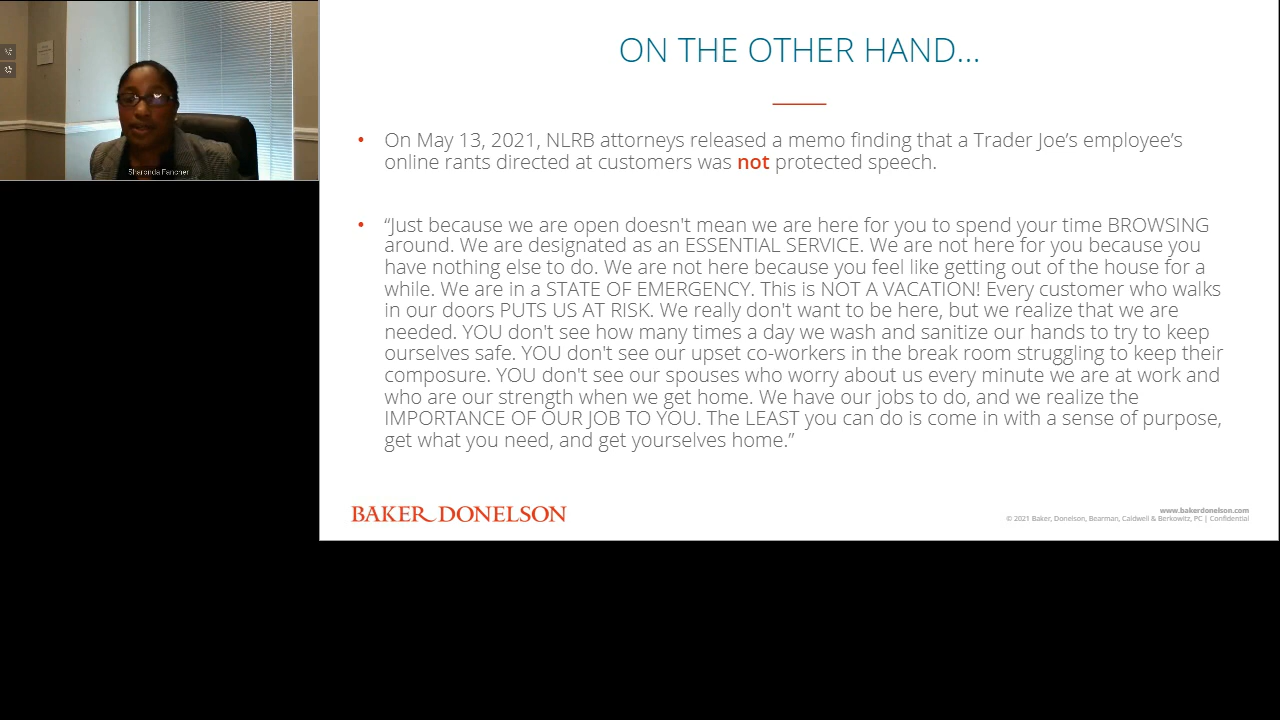 Sharonda Fancher
ON THE OTHER HAND...
• On May 13, 2021, NLRB attorneys released a memo finding that a Trader Joe's employee's
online rants directed at customers was not protected speech.
• “Just because we are open doesn't mean we are here for you to spend your time BROWSING
around. We are designated as an ESSENTIAL SERVICE. We are not here for you because you
have nothing else to do. We are not here because you feel like getting out of the house for a
while. We are in a STATE OF EMERGENCY. This is NOT A VACATION! Every customer who walks
in our doors PUTS US AT RISK. We really don't want to be here, but we realize that we are
needed. YOU don't see how many times a day we wash and sanitize our hands to try to keep
ourselves safe. YOU don't see our upset co-workers in the break room struggling to keep their
composure. YOU don't see our spouses who worry about us every minute we are at work and
who are our strength when we get home. We have our jobs to do, and we realize the
IMPORTANCE OF OUR JOB TO YOU. The LEAST you can do is come in with a sense of purpose,
get what you need, and get yourselves home.”
BAKER DONELSON
www.bakerdonelson.com
© 2021 Baker, Donelson, Bearman, Caldwell & Berkowitz, PC | Confidential